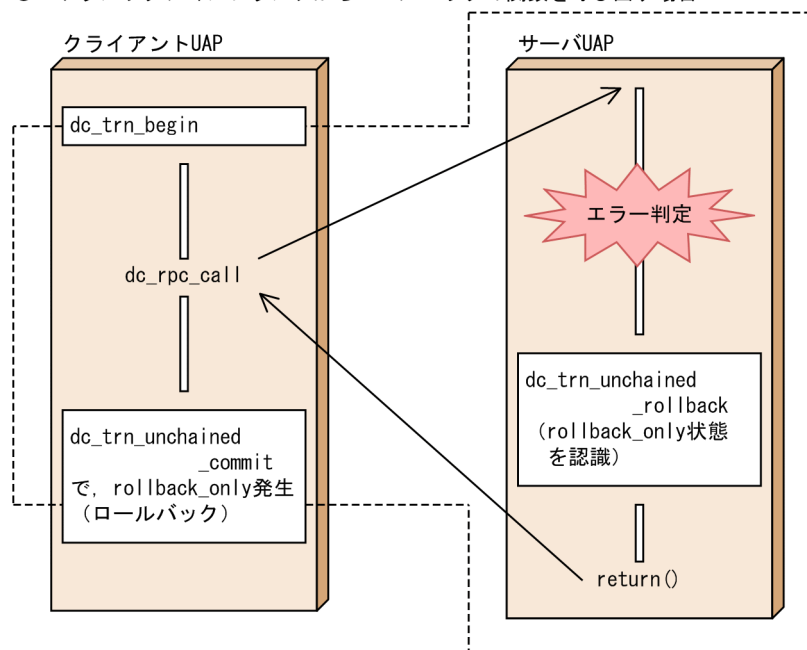 クライアントUAP
サーバUAP
dc_trn_begin
エラー判定
dc_rpc_call
dc_trn_unchained
_rollback
（rollback_only状態
を認識）
dc_trn_unchained
_commit
で，rollback_only発生
（ロールバック）
return()